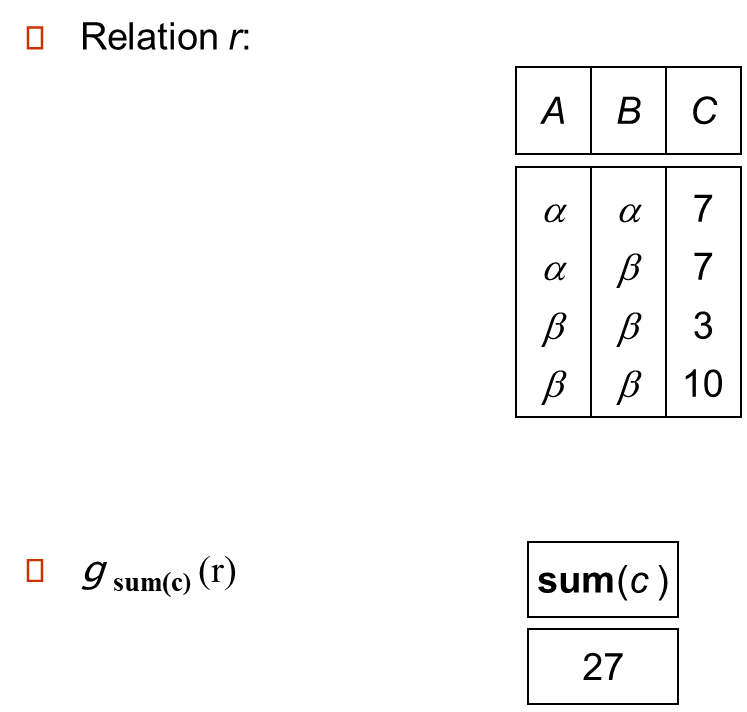 Relation r:
A B C
α α 7
α β 7
β β 3
β β 10
g sum(c) (r)
sum(c )
27